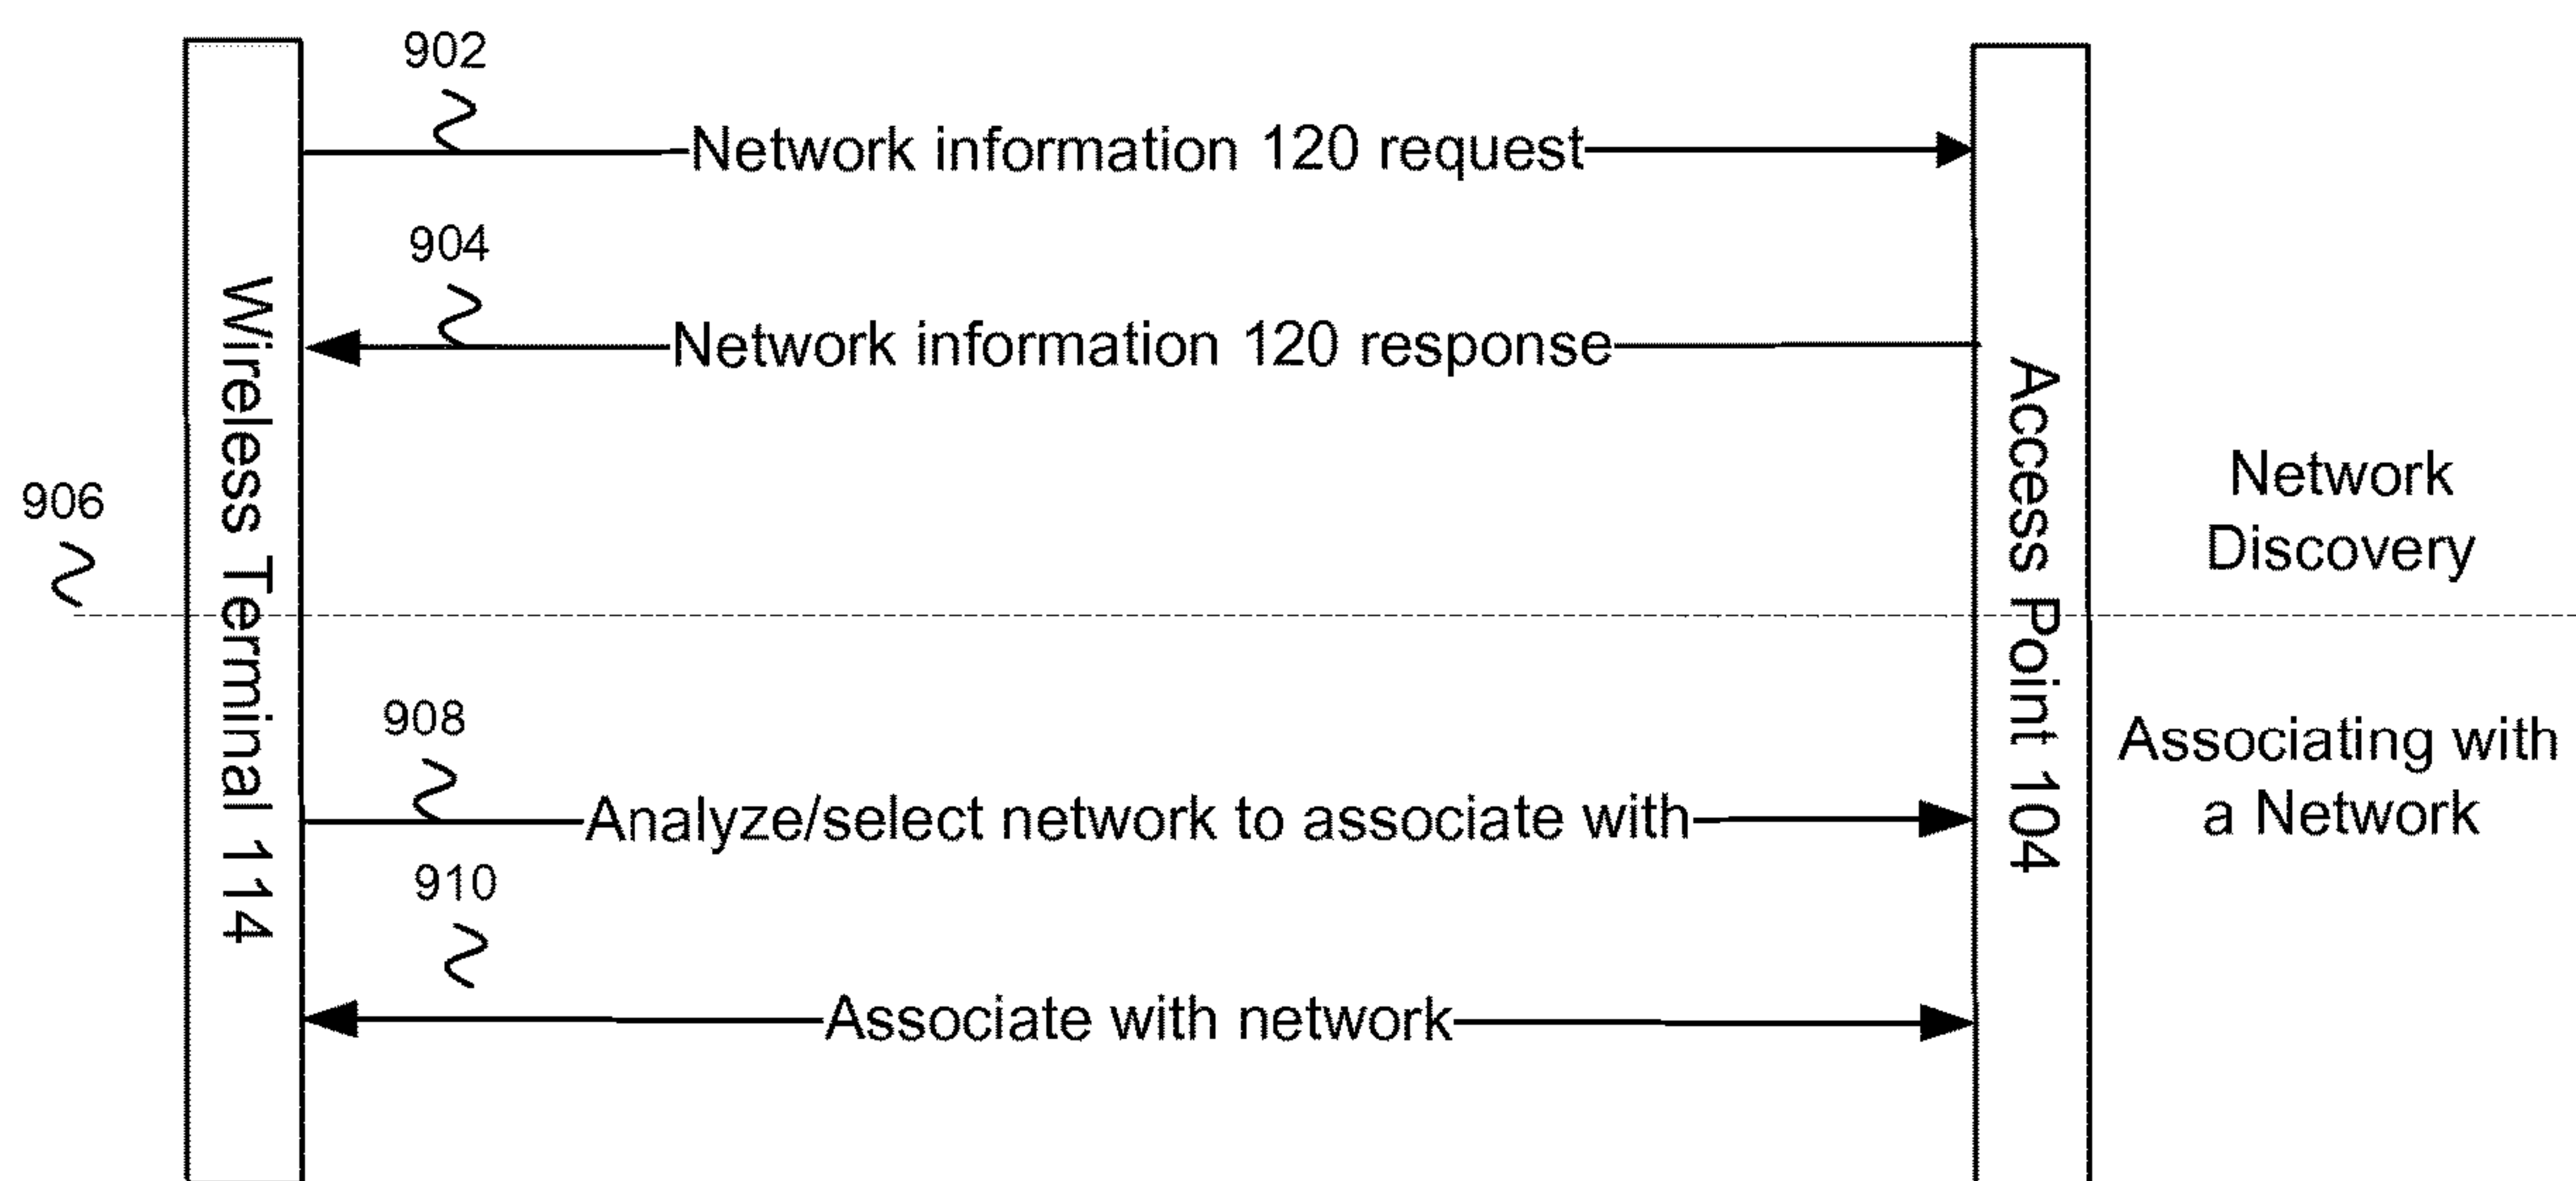 902
Network information 120 request
904
Network information 120 response
Wireless Terminal 114
Access Point 104
906
Network
Discovery
908
Analyze/select network to associate with
Associating with
a Network
910
Associate with network